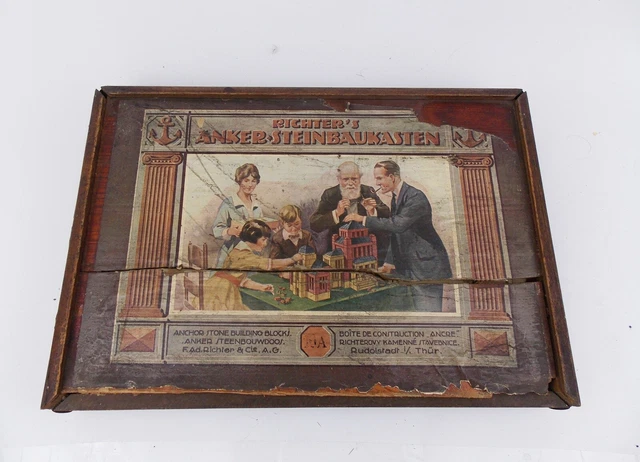 RICHTER'S
ANKER-STEINBAUKASTEN
ANCHOR STONE BUILDING BLOCKS.
ANKER STEENBOUWDOOS.
F.Ad. Richter & Cie. A.G.
BOÎTE DE CONSTRUCTION "ANCRE".
RICHTEROVY KAMENNÉ STAVEBNICE.
Rudolstadt i/ Thür.